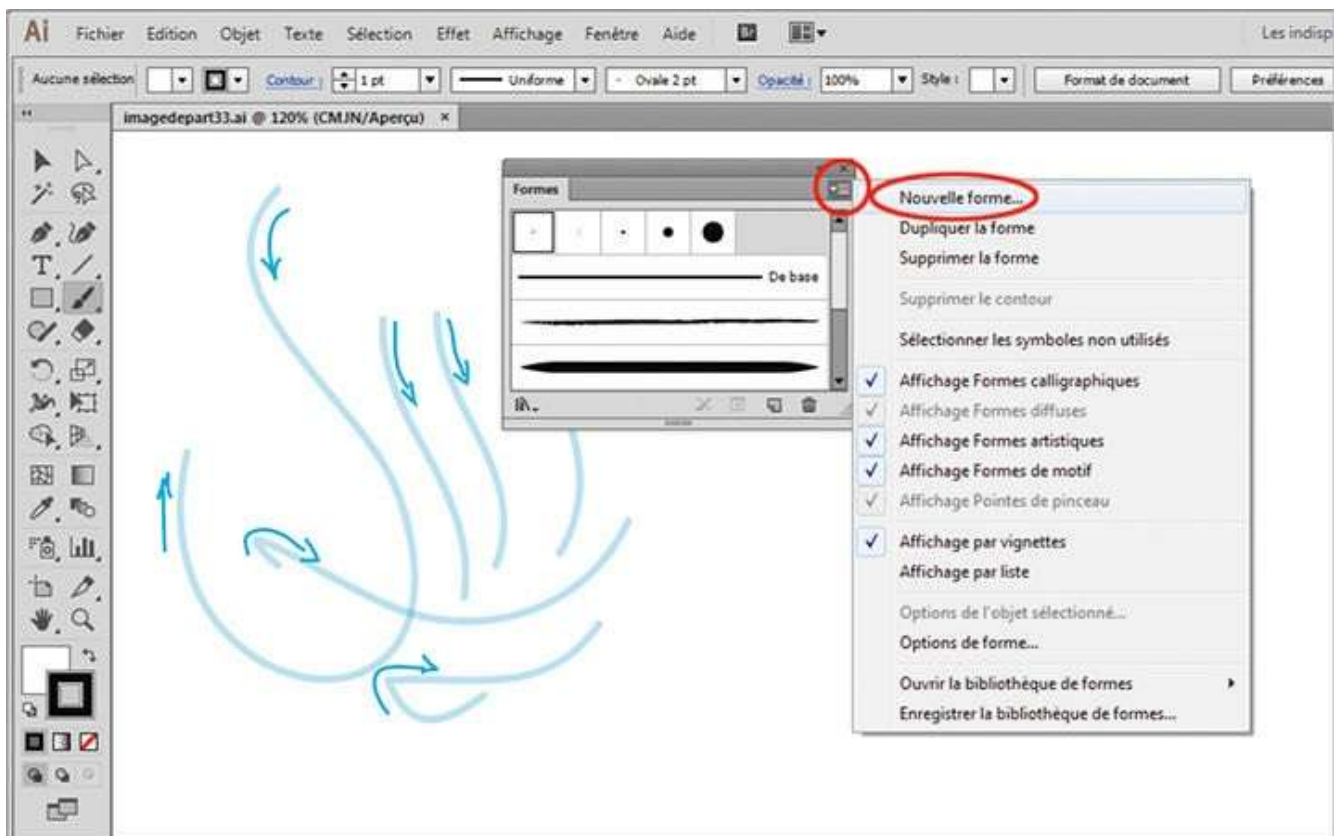 Ai Fichier Edition Objet Texte Sélection Effet Affichage Fenêtre Aide Br Les indisp
Aucune sélection Contour : 1 pt Uniforme Ovale 2 pt Opacité : 100% Style : Format de document Préférences
imagedepart33.ai @ 120% (CMJN/Aperçu) ×
Formes
De base
Nouvelle forme...
Dupliquer la forme
Supprimer la forme
Supprimer le contour
Sélectionner les symboles non utilisés
Affichage Formes calligraphiques
Affichage Formes diffuses
Affichage Formes artistiques
Affichage Formes de motif
Affichage Pointes de pinceau
Affichage par vignettes
Affichage par liste
Options de l'objet sélectionné...
Options de forme...
Ouvrir la bibliothèque de formes
Enregistrer la bibliothèque de formes...